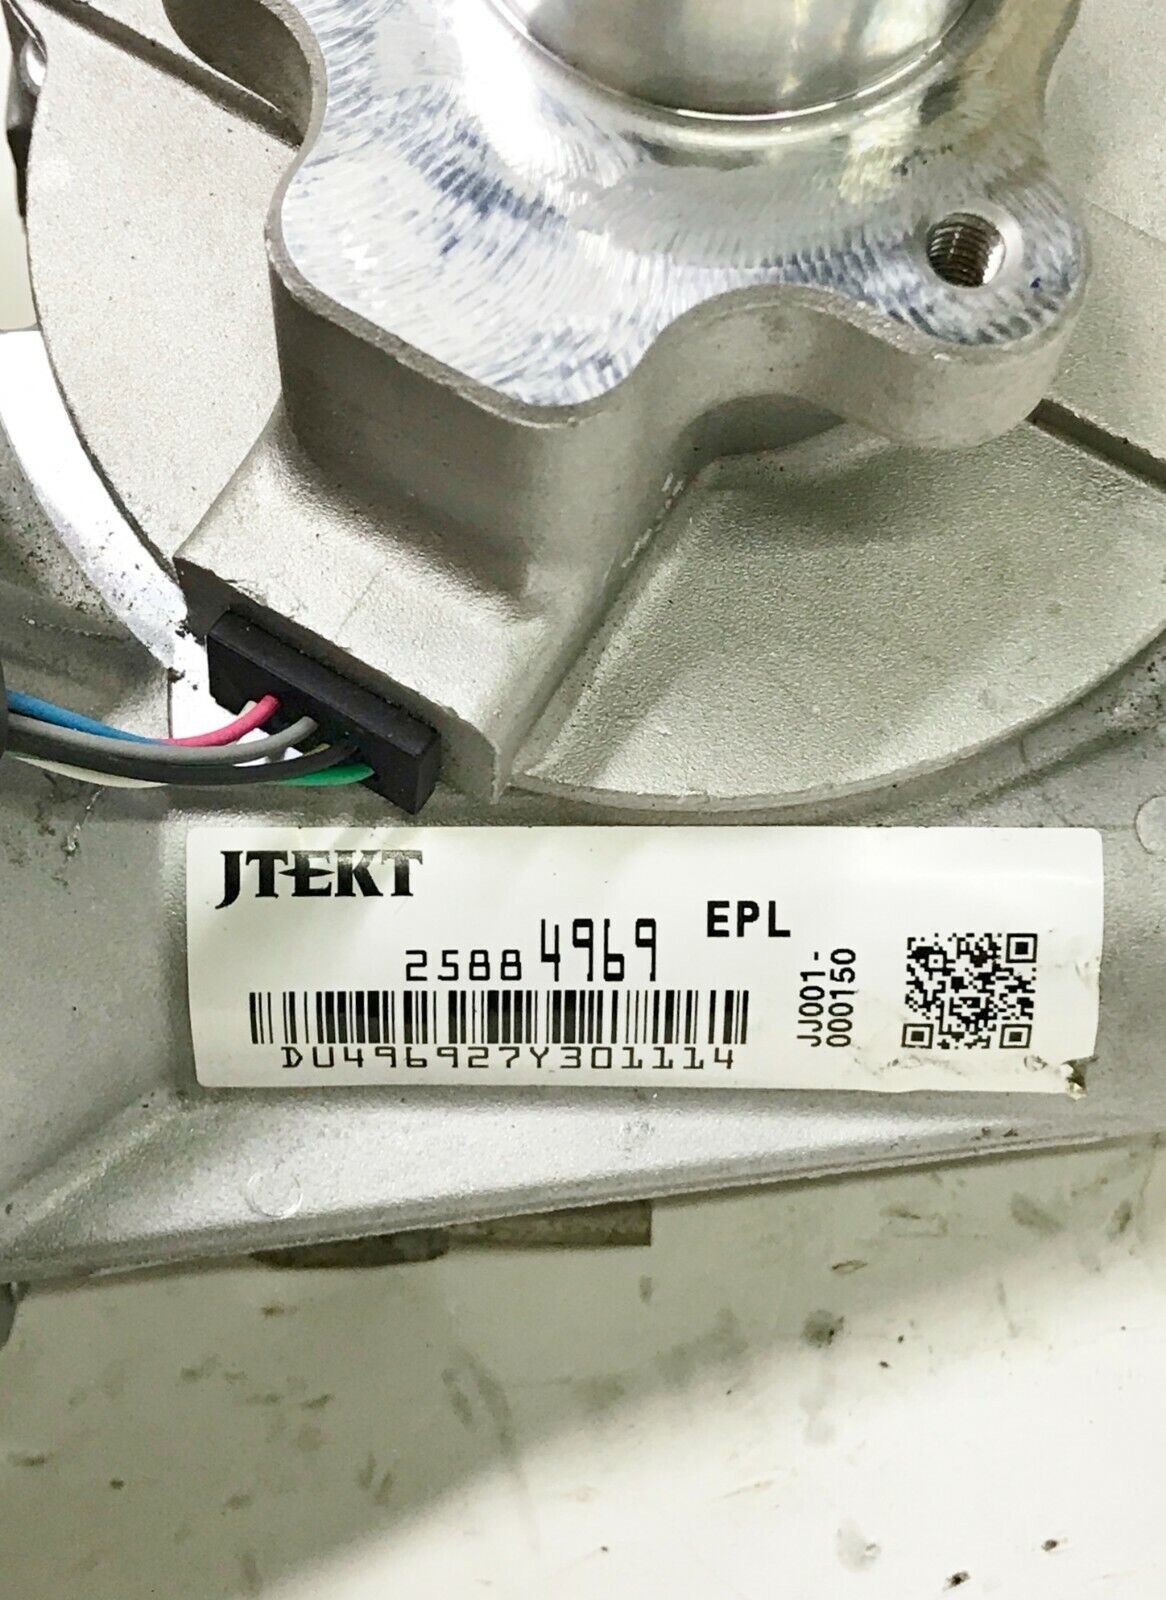 JTEKT
25884969 EPL
DU496927Y301114
JJ001-
000150